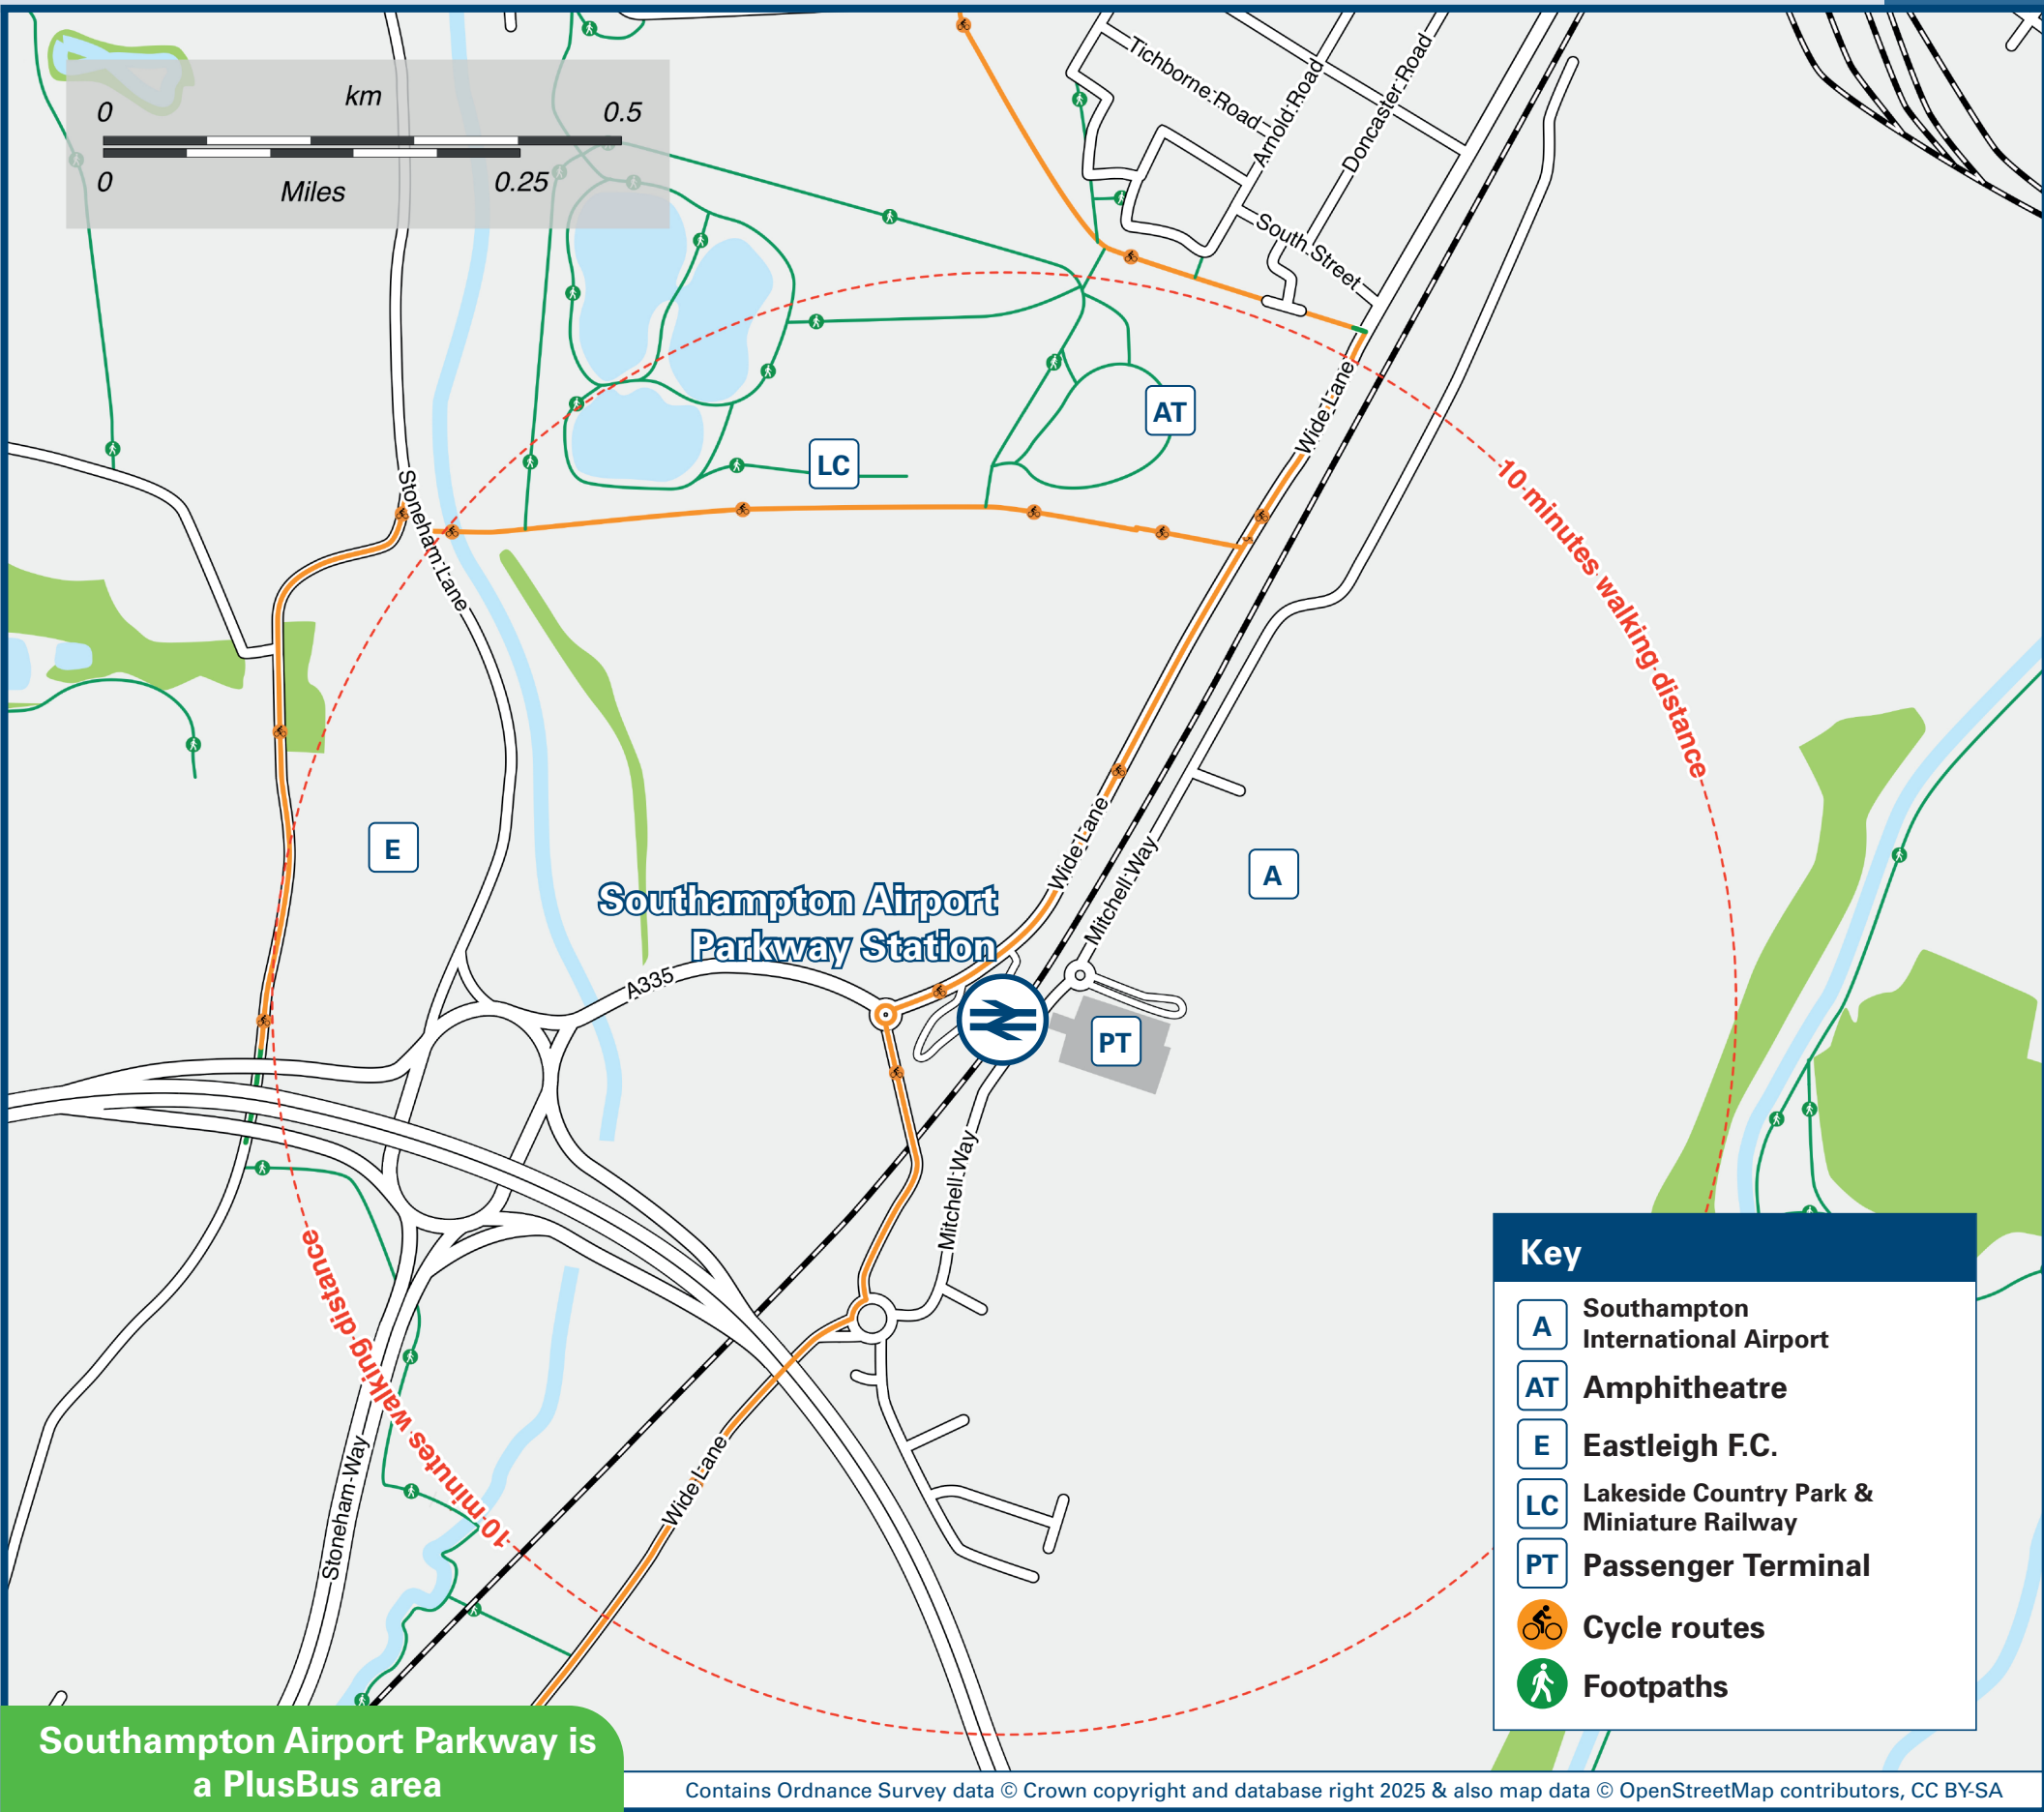 km
0
0.5
0
0.25
Miles
Tichborne Road
Arnold Road
Doncaster Road
South Street
Wide Lane
AT
LC
Stoneham Lane
10 minutes walking distance
E
A
Wide Lane
Mitchell Way
Southampton Airport
Parkway Station
A335
PT
Mitchell Way
10 minutes walking distance
Wide Lane
Stoneham Way
Key
A
Southampton
International Airport
AT
Amphitheatre
E
Eastleigh F.C.
LC
Lakeside Country Park &
Miniature Railway
PT
Passenger Terminal
Cycle routes
Footpaths
Southampton Airport Parkway is
a PlusBus area
Contains Ordnance Survey data © Crown copyright and database right 2025 & also map data © OpenStreetMap contributors, CC BY-SA